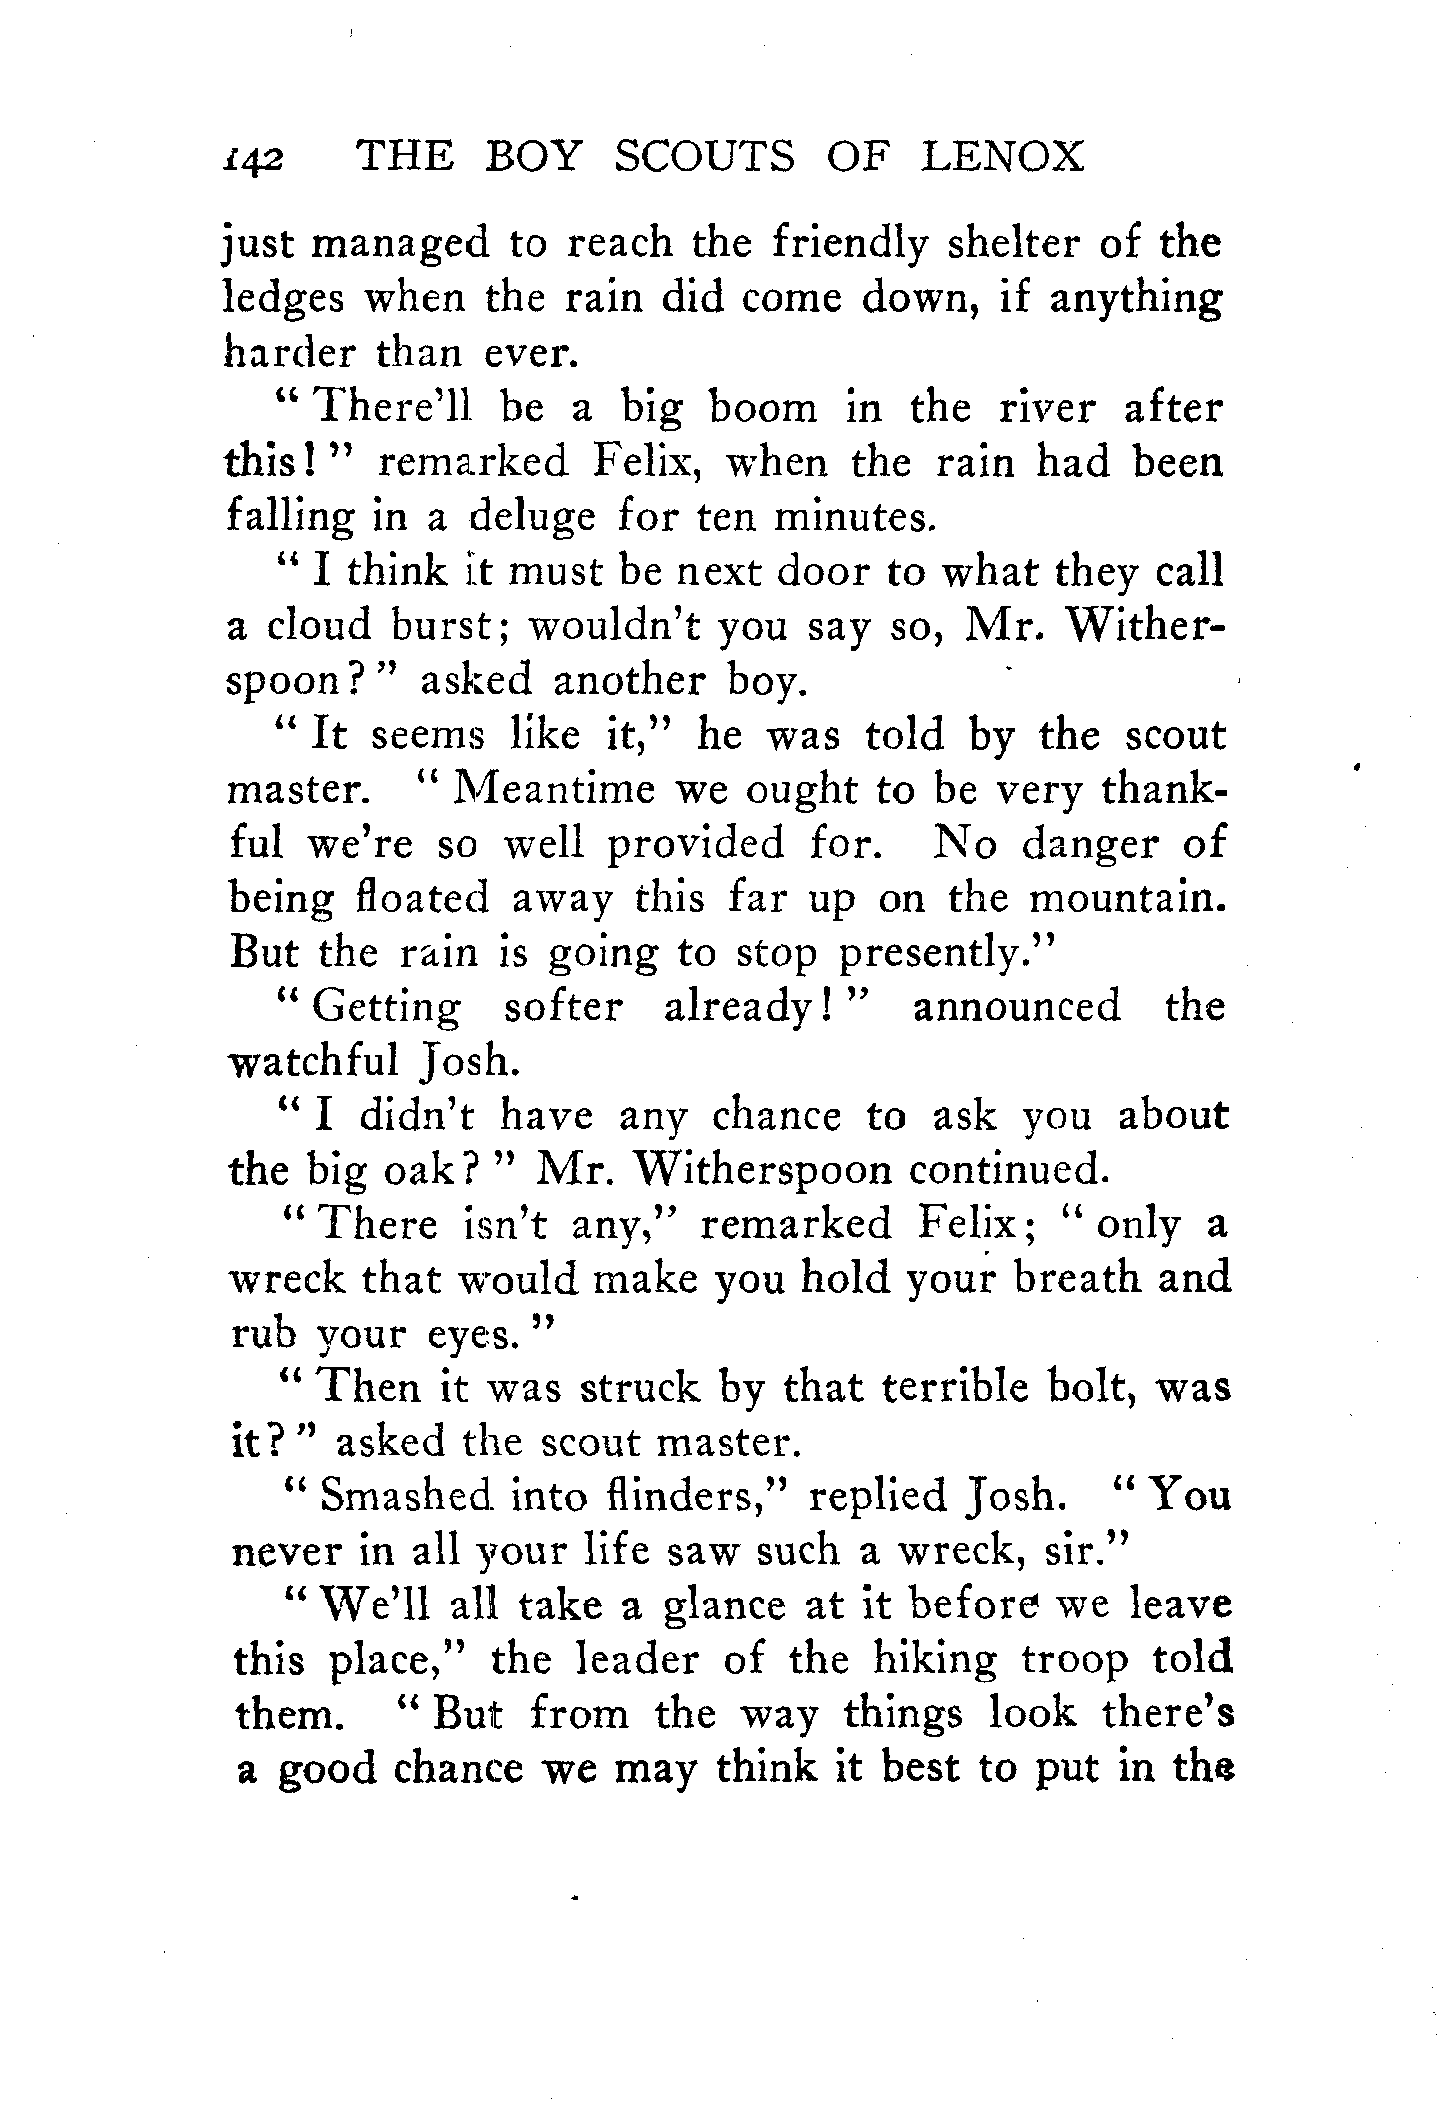 142 THE BOY SCOUTS OF LENOX
just managed to reach the friendly shelter of the
ledges when the rain did come down, if anything
harder than ever.
“ There’ll be a big boom in the river after
this! ” remarked Felix, when the rain had been
falling in a deluge for ten minutes.
“ I think it must be next door to what they call
a cloud burst; wouldn’t you say so, Mr. Wither-
spoon? ” asked another boy.
“ It seems like it,” he was told by the scout
master. “ Meantime we ought to be very thank-
ful we’re so well provided for. No danger of
being floated away this far up on the mountain.
But the rain is going to stop presently.”
“ Getting softer already! ” announced the
watchful Josh.
“ I didn’t have any chance to ask you about
the big oak? ” Mr. Witherspoon continued.
“ There isn’t any,” remarked Felix; “ only a
wreck that would make you hold your breath and
rub your eyes. ”
“ Then it was struck by that terrible bolt, was
it? ” asked the scout master.
“ Smashed into flinders,” replied Josh. “ You
never in all your life saw such a wreck, sir.”
“ We’ll all take a glance at it before we leave
this place,” the leader of the hiking troop told
them. “ But from the way things look there’s
a good chance we may think it best to put in the